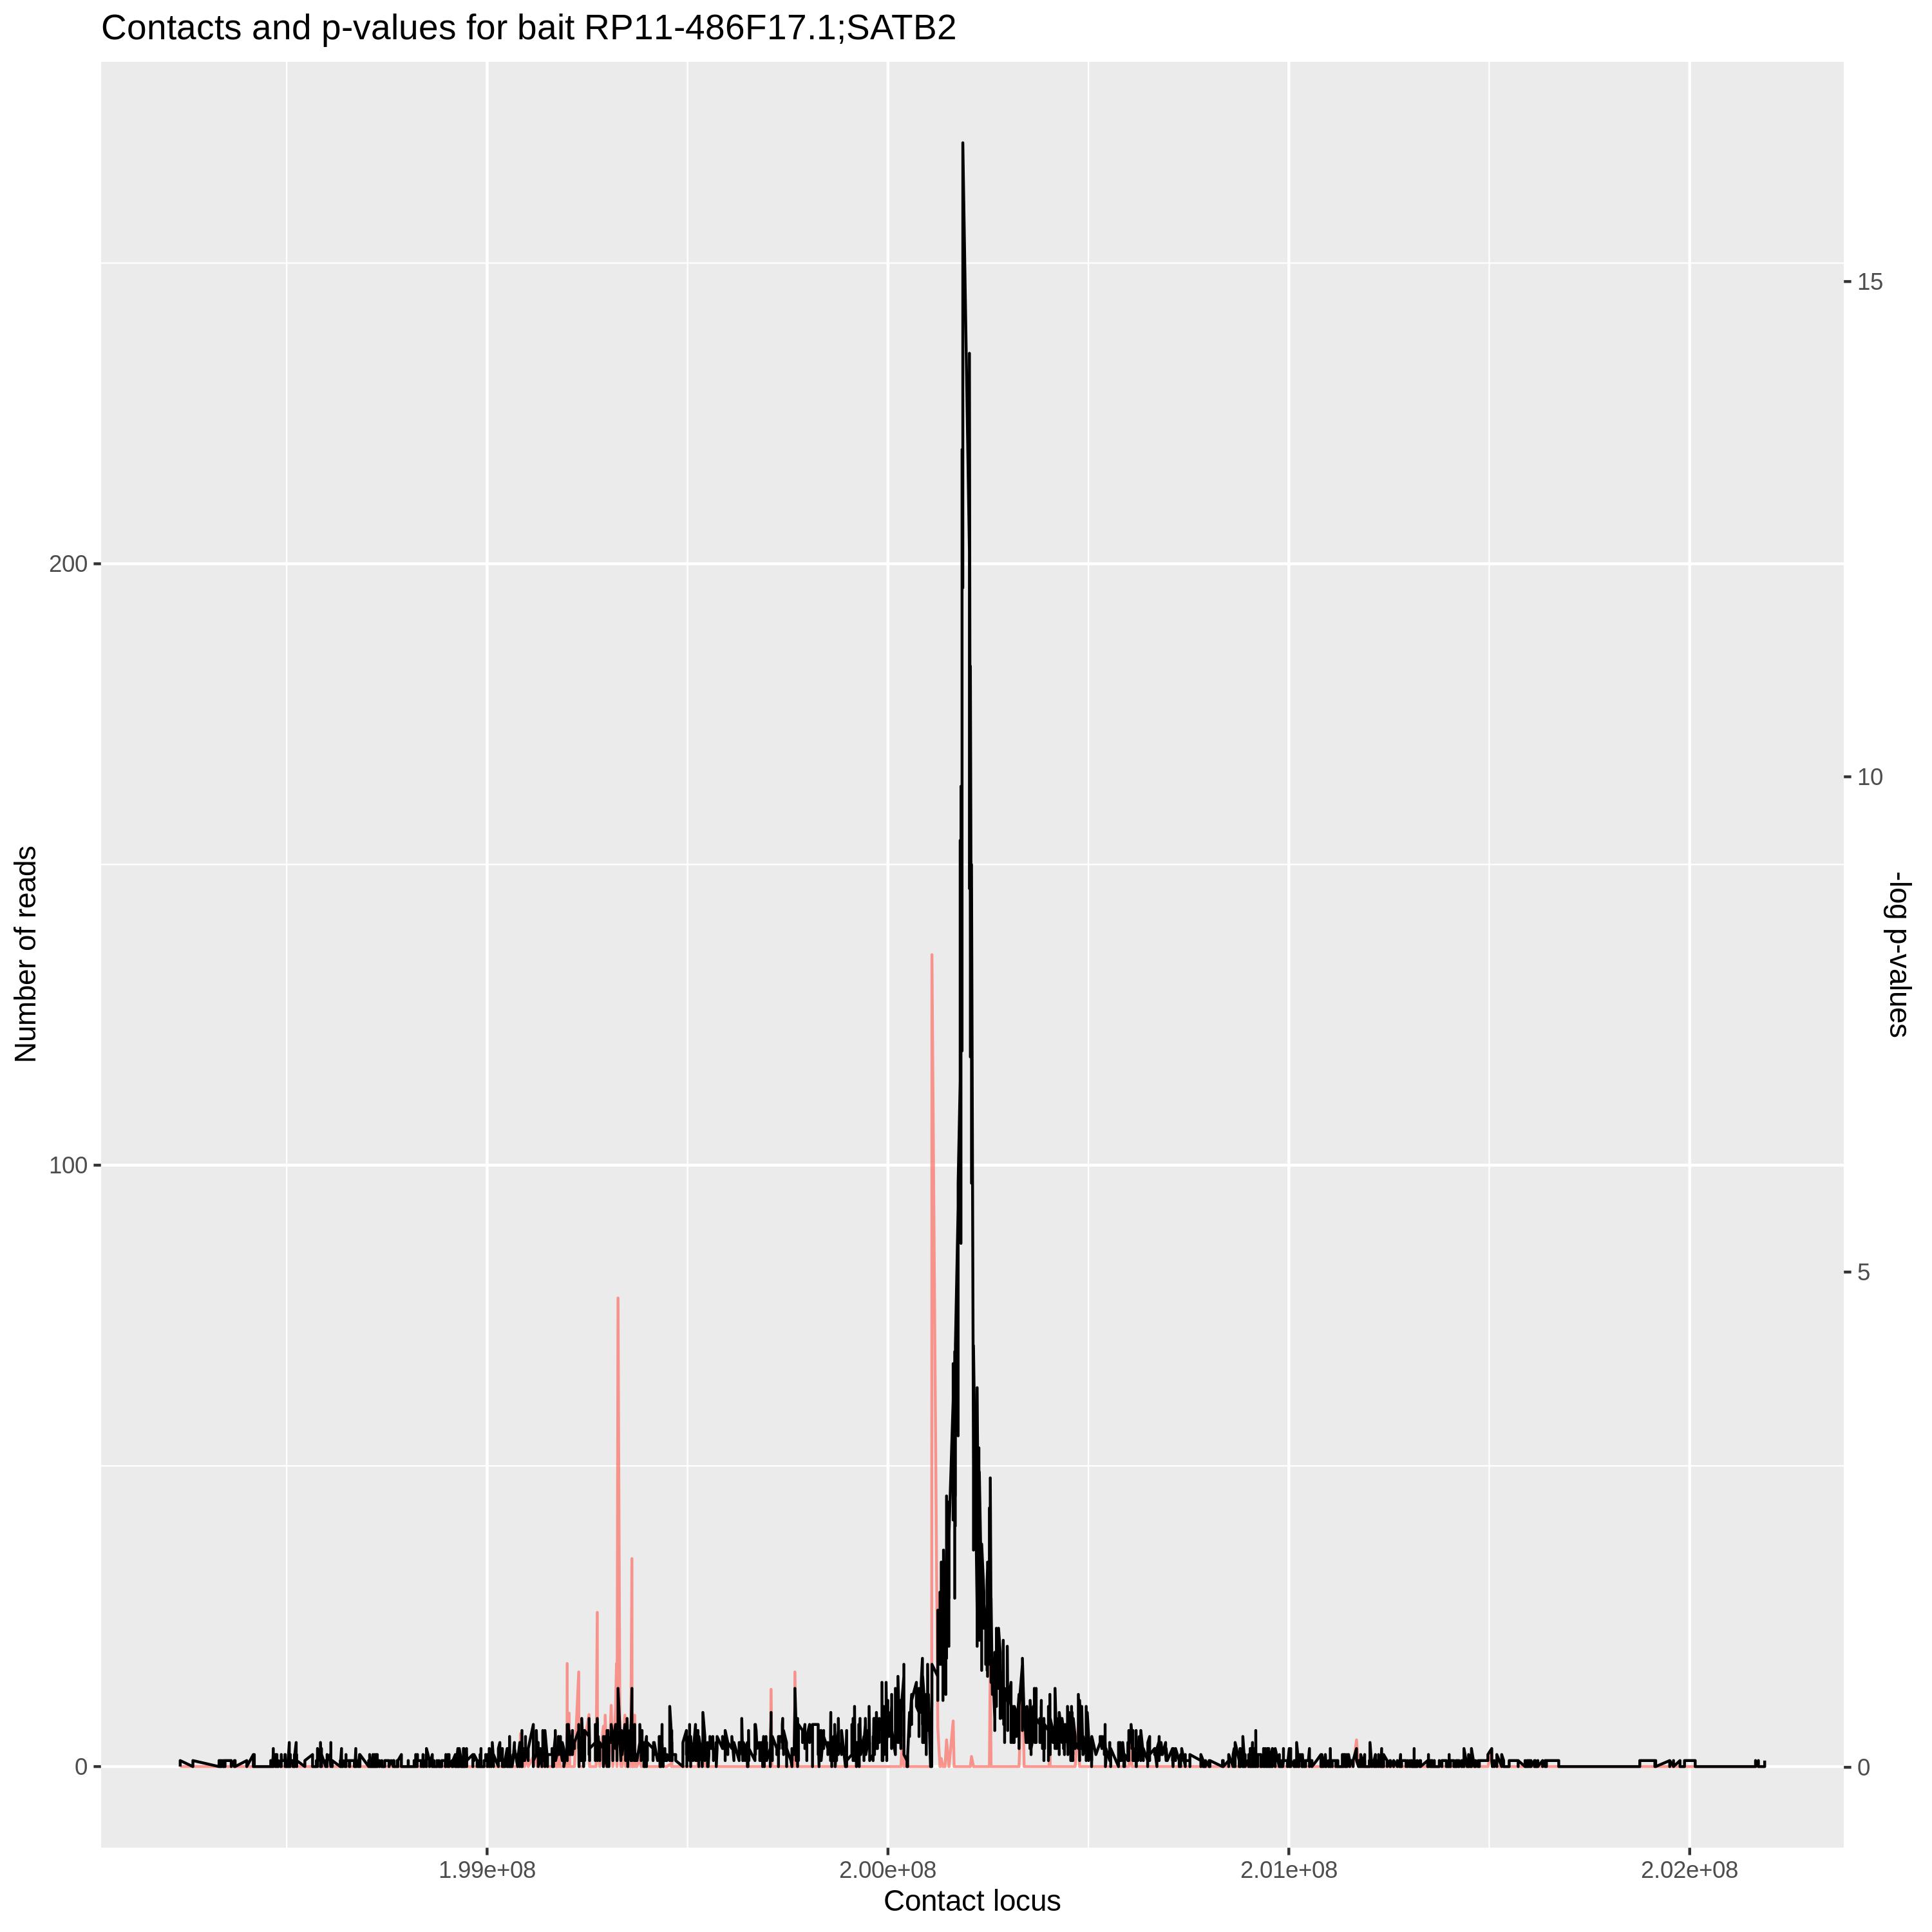 Contacts and p-values for bait RP11-486F17.1;SATB2
Number of reads
200
100
0
15
10
5
0
-log p-values
1.99e+08 2.00e+08 2.01e+08 2.02e+08
Contact locus